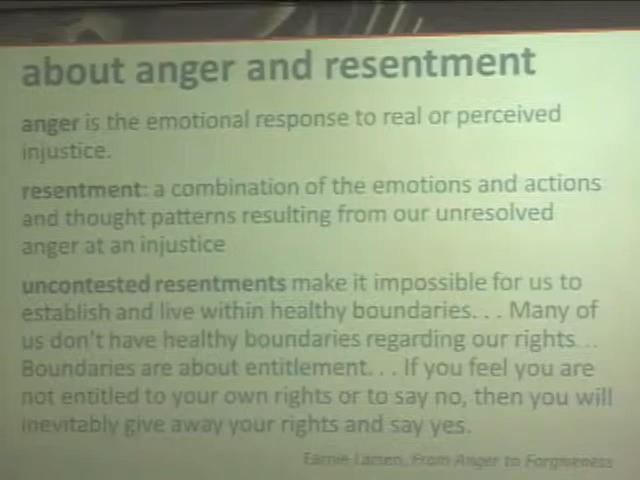 about anger and resentment
anger is the emotional response to real or perceived
injustice.
resentment: a combination of the emotions and actions
and thought patterns resulting from our unresolved
anger at an injustice
uncontested resentments make it impossible for us to
establish and live within healthy boundaries. . . Many of
us don't have healthy boundaries regarding our rights. . .
Boundaries are about entitlement. . . If you feel you are
not entitled to your own rights or to say no, then you will
inevitably give away your rights and say yes.
Earnie Larsen, From Anger to Forgiveness